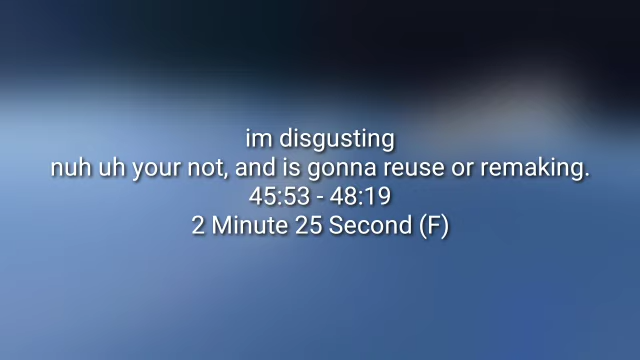 im disgusting
nuh uh your not, and is gonna reuse or remaking.
45:53 - 48:19
2 Minute 25 Second (F)